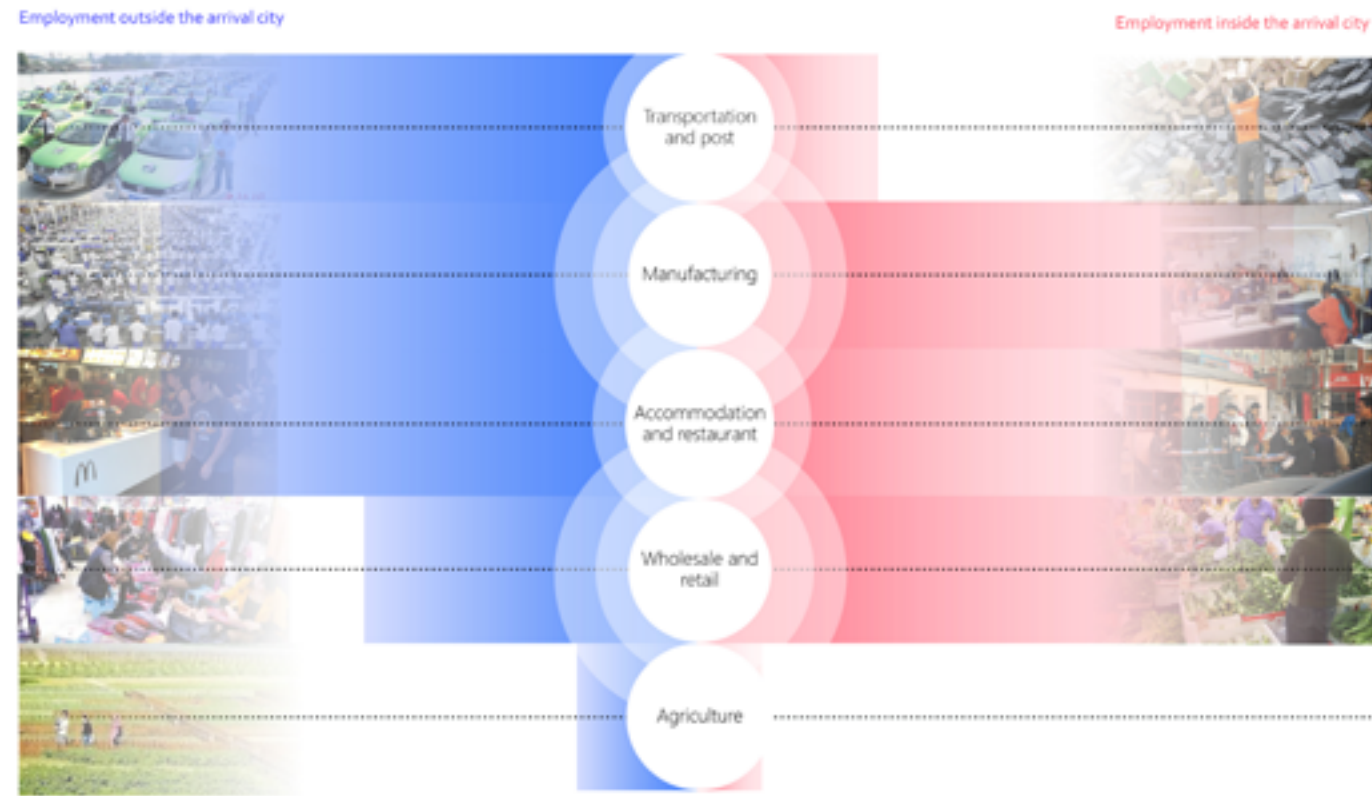 Employment outside the arrival city
Employment inside the arrival city
Transportation
and post
Manufacturing
Accommodation
and restaurant
Wholesale and
retail
Agriculture